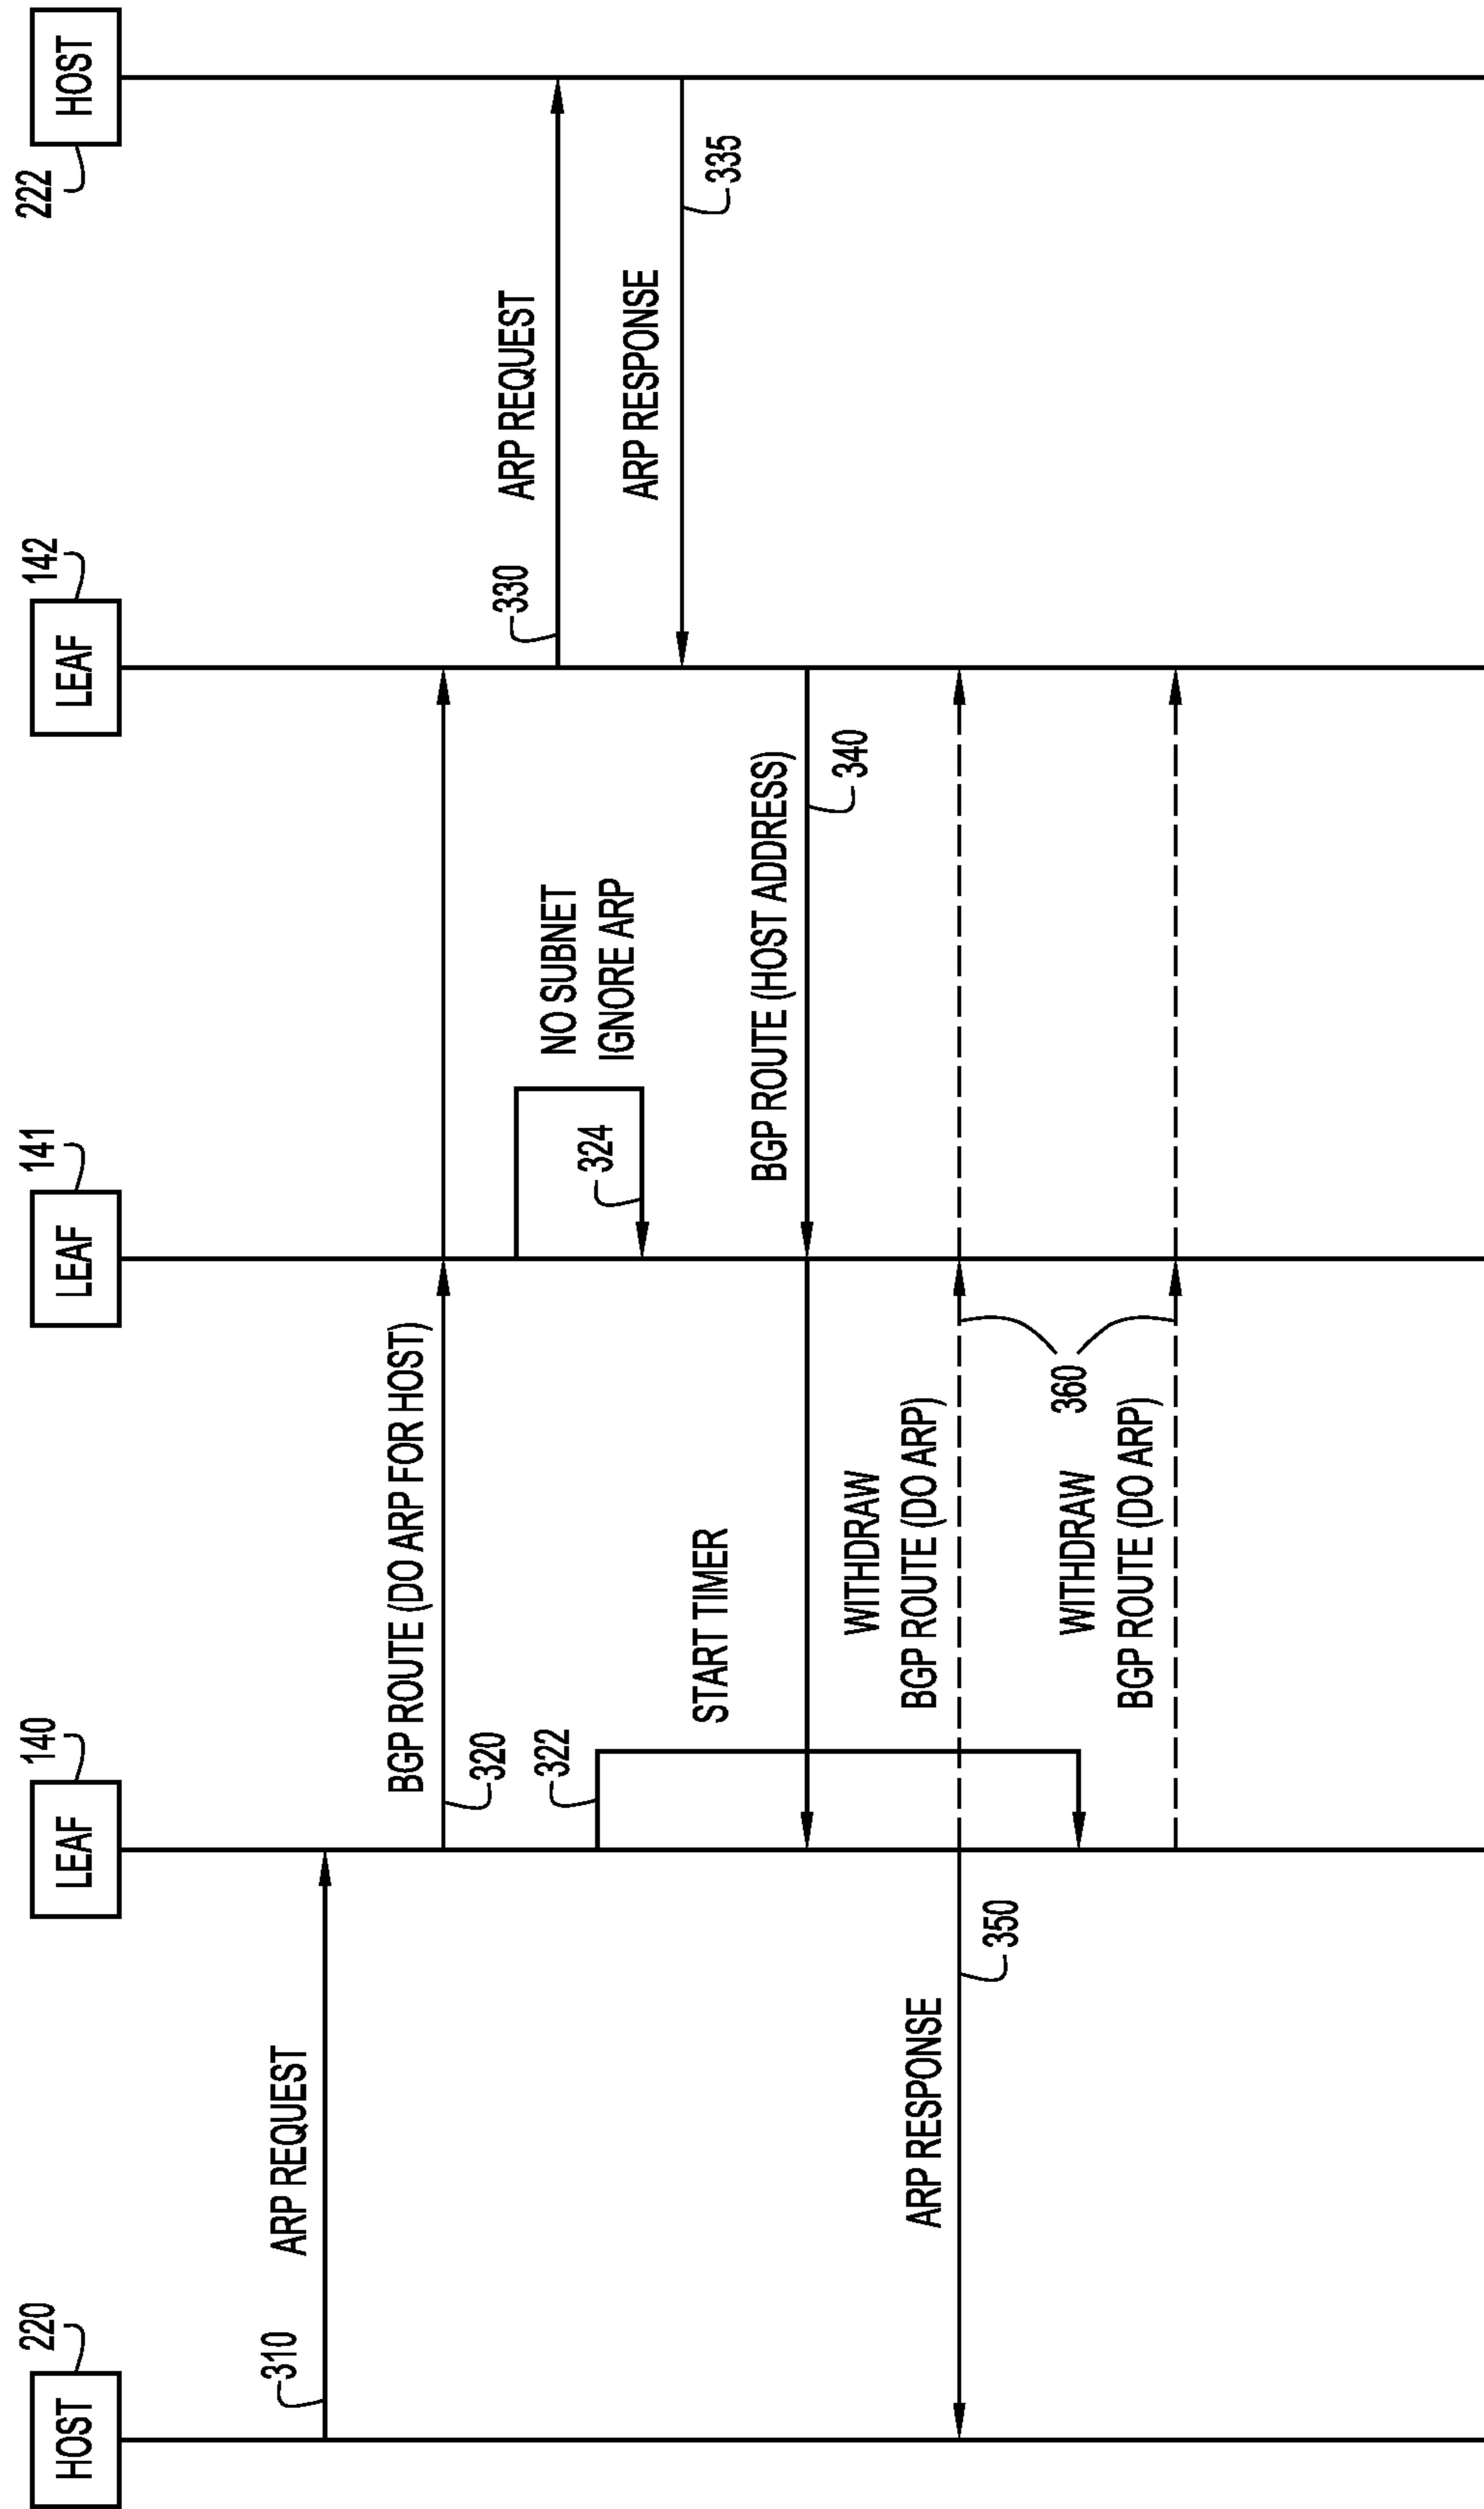 220
140
141
142
222
HOST
LEAF
LEAF
LEAF
HOST
310
ARP REQUEST
BGP ROUTE (DO ARP FOR HOST)
320
330
ARP REQUEST
NO SUBNET
IGNORE ARP
324
322
START TIMER
ARP RESPONSE
335
BGP ROUTE (HOST ADDRESS)
340
WITHDRAW
BGP ROUTE (DO ARP)
ARP RESPONSE
350
360
WITHDRAW
BGP ROUTE (DO ARP)